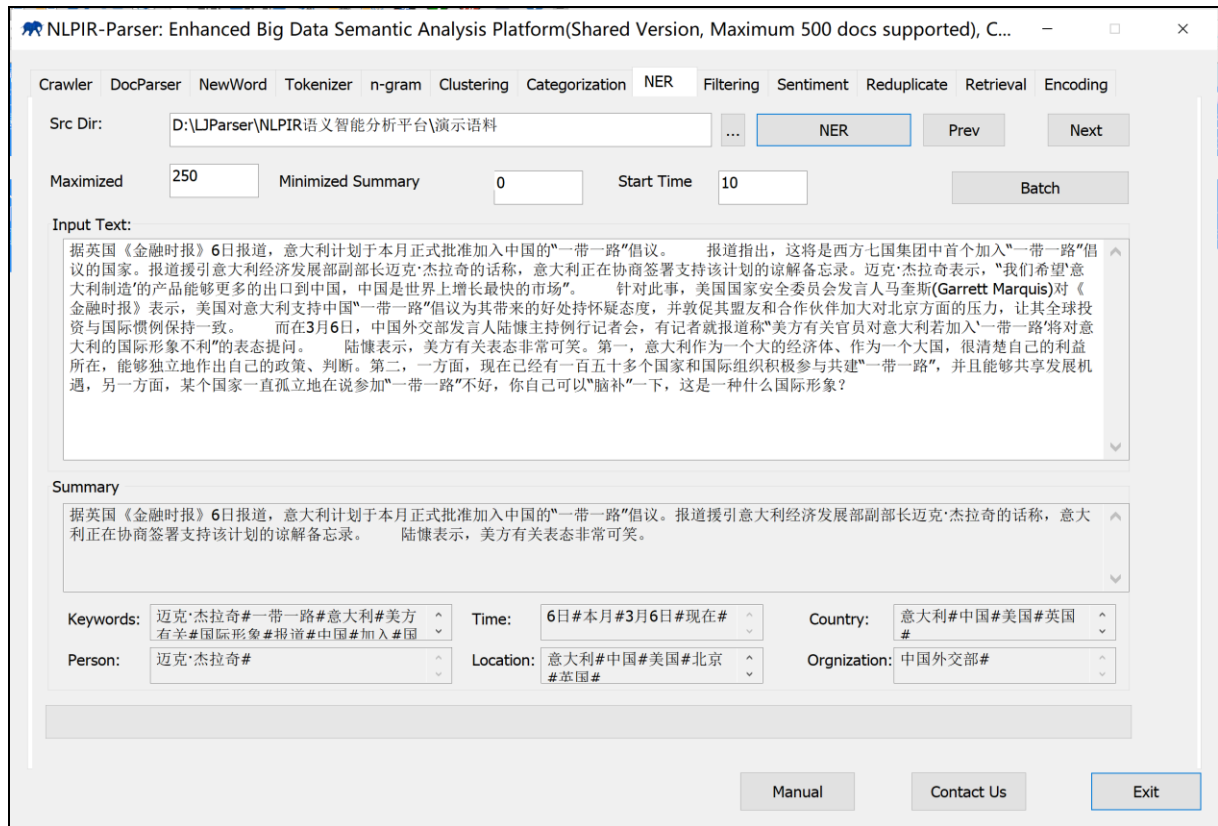 NLPIR-Parser: Enhanced Big Data Semantic Analysis Platform(Shared Version, Maximum 500 docs supported), C...
Crawler DocParser NewWord Tokenizer n-gram Clustering Categorization NER Filtering Sentiment Reduplicate Retrieval Encoding
Src Dir: D:\LJParser\NLPIR语义智能分析平台\演示语料 ... NER Prev Next
Maximized 250 Minimized Summary 0 Start Time 10 Batch
Input Text:
据英国《金融时报》6日报道，意大利计划于本月正式批准加入中国的“一带一路”倡议。 报道指出，这将是西方七国集团中首个加入“一带一路”倡
议的国家。报道援引意大利经济发展部副部长迈克·杰拉奇的话称，意大利正在协商签署支持该计划的谅解备忘录。迈克·杰拉奇表示，“我们希望‘意
大利制造’的产品能够更多的出口到中国，中国是世界上增长最快的市场”。 针对此事，美国国家安全委员会发言人马奎斯(Garrett Marquis)对《
金融时报》表示，美国对意大利支持中国“一带一路”倡议为其带来的好处持怀疑态度，并敦促其盟友和合作伙伴加大对北京方面的压力，让其全球投
资与国际惯例保持一致。 而在3月6日，中国外交部发言人陆慷主持例行记者会，有记者就报道称“美方有关官员对意大利若加入‘一带一路’将对意
大利的国际形象不利”的表态提问。 陆慷表示，美方有关表态非常可笑。第一，意大利作为一个大的经济体、作为一个大国，很清楚自己的利益
所在，能够独立地作出自己的政策、判断。第二，一方面，现在已经有一百五十多个国家和国际组织积极参与共建“一带一路”，并且能够共享发展机
遇，另一方面，某个国家一直孤立地在说参加“一带一路”不好，你自己可以“脑补”一下，这是一种什么国际形象？
Summary
据英国《金融时报》6日报道，意大利计划于本月正式批准加入中国的“一带一路”倡议。报道援引意大利经济发展部副部长迈克·杰拉奇的话称，意大
利正在协商签署支持该计划的谅解备忘录。 陆慷表示，美方有关表态非常可笑。
Keywords: 迈克·杰拉奇#一带一路#意大利#美方
有关#国际形象#报道#中国#加入#国
Time: 6日#本月#3月6日#现在#
Country: 意大利#中国#美国#英国
#
Person: 迈克·杰拉奇#
Location: 意大利#中国#美国#北京
#英国#
Orgnization: 中国外交部#
Manual Contact Us Exit